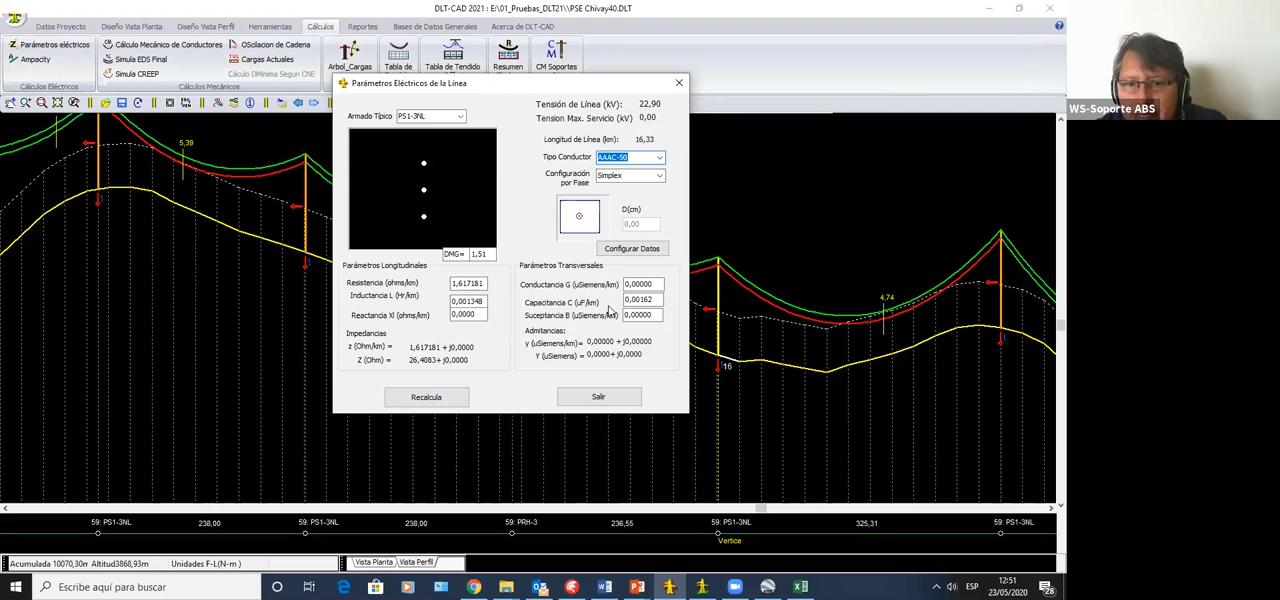 DLT-CAD 2021 : E:\01_Pruebas_DLT21\\PSE Chivay40.DLT
Datos Proyecto Diseño Vista Planta Diseño Vista Perfil Herramientas Cálculos Reportes Bases de Datos Generales Acerca de DLT-CAD
Parámetros eléctricos
Ampacity
Cálculos Eléctricos
Cálculo Mecánico de Conductores
Simula EDS Final
Simula CREEP
OScilacion de Cadena
Cargas Actuales
Cálculo DMinima Segun CNE
Cálculos Mecánicos
Arbol_Cargas
Tabla de
Tabla de Tendido
Resumen
CM Soportes
Parámetros Eléctricos de la Línea
Armado Típico PS1-3NL
DMG= 1,51
Tensión de Línea (kV): 22,90
Tension Max. Servicio (kV) 0,00
Longitud de Línea (km): 16,33
Tipo Conductor AAAC-50
Configuración por Fase Simplex
D(cm)
0,00
Configurar Datos
Parámetros Longitudinales
Resistencia (ohms/km) 1,617181
Inductancia L (Hr/km) 0,001348
Reactancia Xl (ohms/km) 0,0000
Impedancias
z (Ohm/km) = 1,617181 + j0,0000
Z (Ohm) = 26,4083+j0,0000
Parámetros Transversales
Conductancia G (uSiemens/km) 0,00000
Capacitancia C (uF/km) 0,00162
Suceptancia B (uSiemens/km) 0,00000
Admitancias:
y (uSiemens/km)= 0,00000 +j0,00000
Y (uSiemens) = 0,0000+ j0,0000
Recalcula
Salir
5,39
4,74
16
59: PS1-3NL 238,00 59: PS1-3NL 238,00 59: PRH-3 236,55 59: PS1-3NL 325,31 59: PS1-3NL
Vertice
Acumulada 10070,30m Altitud3868,93m Unidades F-L(N-m )
Vista Planta Vista Perfil
Escribe aquí para buscar
ESP
12:51
23/05/2020
28
WS-Soporte ABS